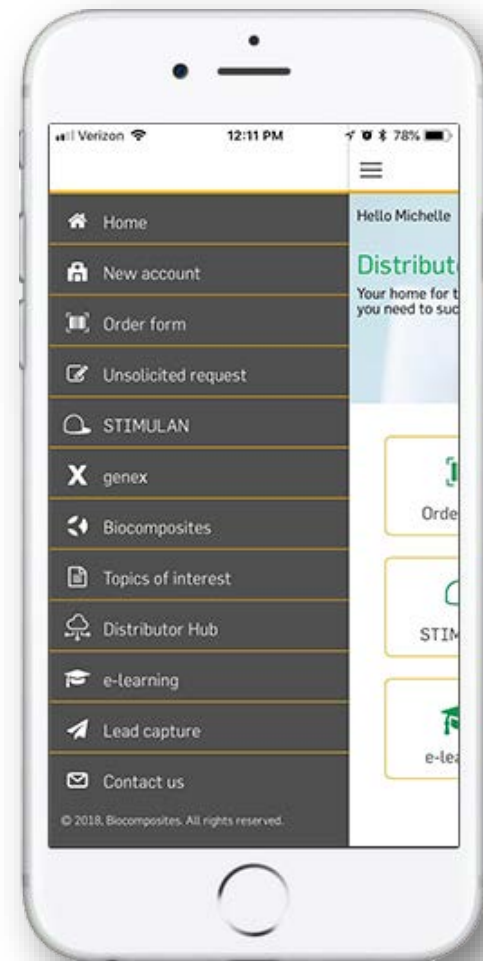 Verizon 12:11 PM 78%
Home
New account
Order form
Unsolicited request
STIMULAN
genex
Biocomposites
Topics of interest
Distributor Hub
e-learning
Lead capture
Contact us
© 2018, Biocomposites. All rights reserved.
Hello Michelle
Distribut
Your home for t
you need to suc
Orde
STIM
e-lea